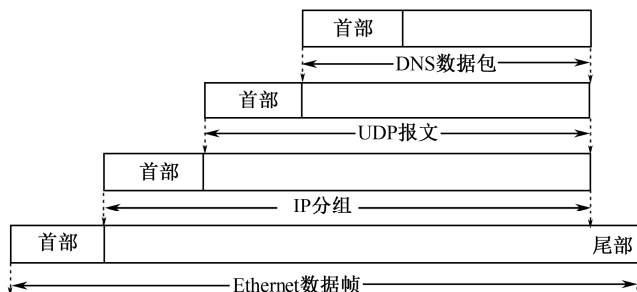 首部
DNS数据包
首部
UDP报文
首部
IP分组
首部 尾部
Ethernet数据帧